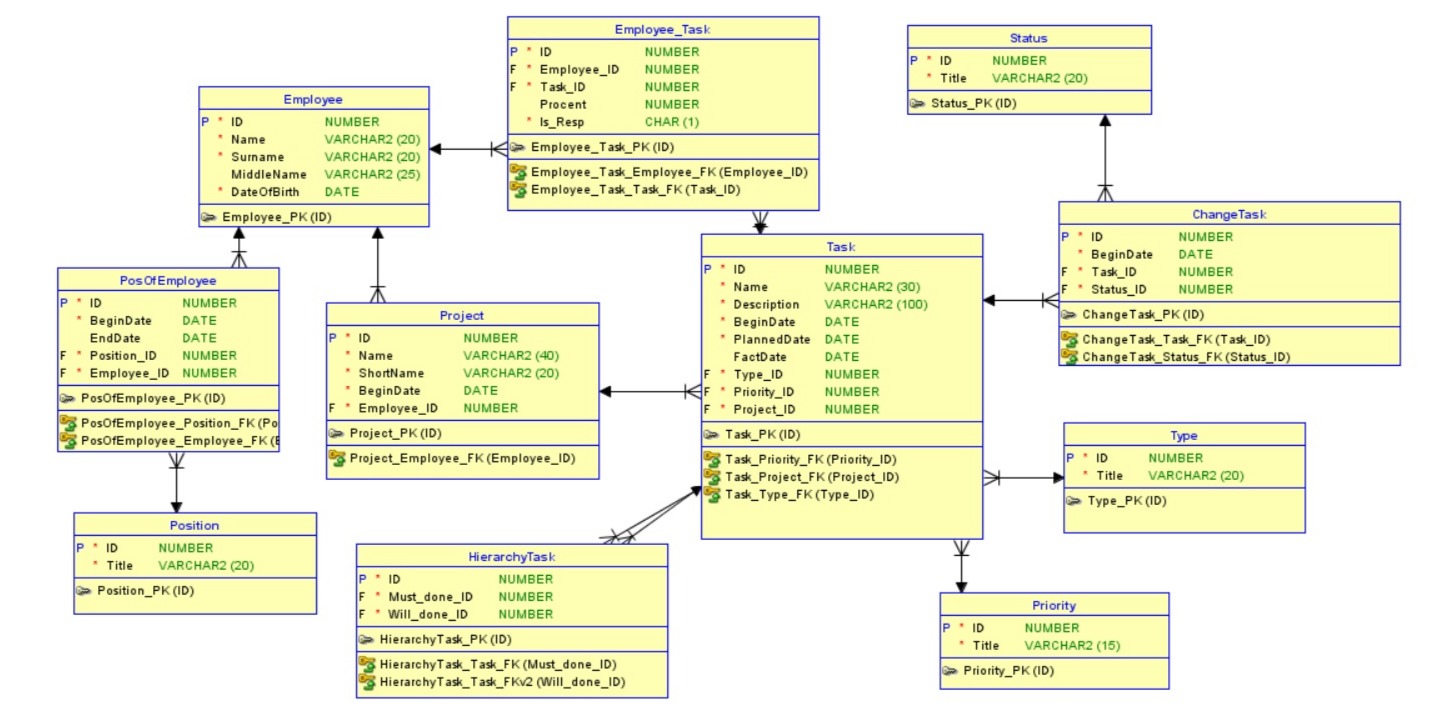 Employee_Task
P * ID NUMBER
F * Employee_ID NUMBER
F * Task_ID NUMBER
Procent NUMBER
* Is_Resp CHAR (1)
Employee_Task_PK (ID)
Employee_Task_Employee_FK (Employee_ID)
Employee_Task_Task_FK (Task_ID)
Status
P * ID NUMBER
* Title VARCHAR2 (20)
Status_PK (ID)
Employee
P * ID NUMBER
* Name VARCHAR2 (20)
* Surname VARCHAR2 (20)
MiddleName VARCHAR2 (25)
* DateOfBirth DATE
Employee_PK (ID)
ChangeTask
P * ID NUMBER
* BeginDate DATE
F * Task_ID NUMBER
F * Status_ID NUMBER
ChangeTask_PK (ID)
ChangeTask_Task_FK (Task_ID)
ChangeTask_Status_FK (Status_ID)
Task
P * ID NUMBER
* Name VARCHAR2 (30)
* Description VARCHAR2 (100)
* BeginDate DATE
* PlannedDate DATE
FactDate DATE
F * Type_ID NUMBER
F * Priority_ID NUMBER
F * Project_ID NUMBER
Task_PK (ID)
Task_Priority_FK (Priority_ID)
Task_Project_FK (Project_ID)
Task_Type_FK (Type_ID)
PosOfEmployee
P * ID NUMBER
* BeginDate DATE
EndDate DATE
F * Position_ID NUMBER
F * Employee_ID NUMBER
PosOfEmployee_PK (ID)
PosOfEmployee_Position_FK (Po
PosOfEmployee_Employee_FK (E
Project
P * ID NUMBER
* Name VARCHAR2 (40)
* ShortName VARCHAR2 (20)
* BeginDate DATE
F * Employee_ID NUMBER
Project_PK (ID)
Project_Employee_FK (Employee_ID)
Type
P * ID NUMBER
* Title VARCHAR2 (20)
Type_PK (ID)
Position
P * ID NUMBER
* Title VARCHAR2 (20)
Position_PK (ID)
HierarchyTask
P * ID NUMBER
F * Must_done_ID NUMBER
F * Will_done_ID NUMBER
HierarchyTask_PK (ID)
HierarchyTask_Task_FK (Must_done_ID)
HierarchyTask_Task_FKv2 (Will_done_ID)
Priority
P * ID NUMBER
* Title VARCHAR2 (15)
Priority_PK (ID)